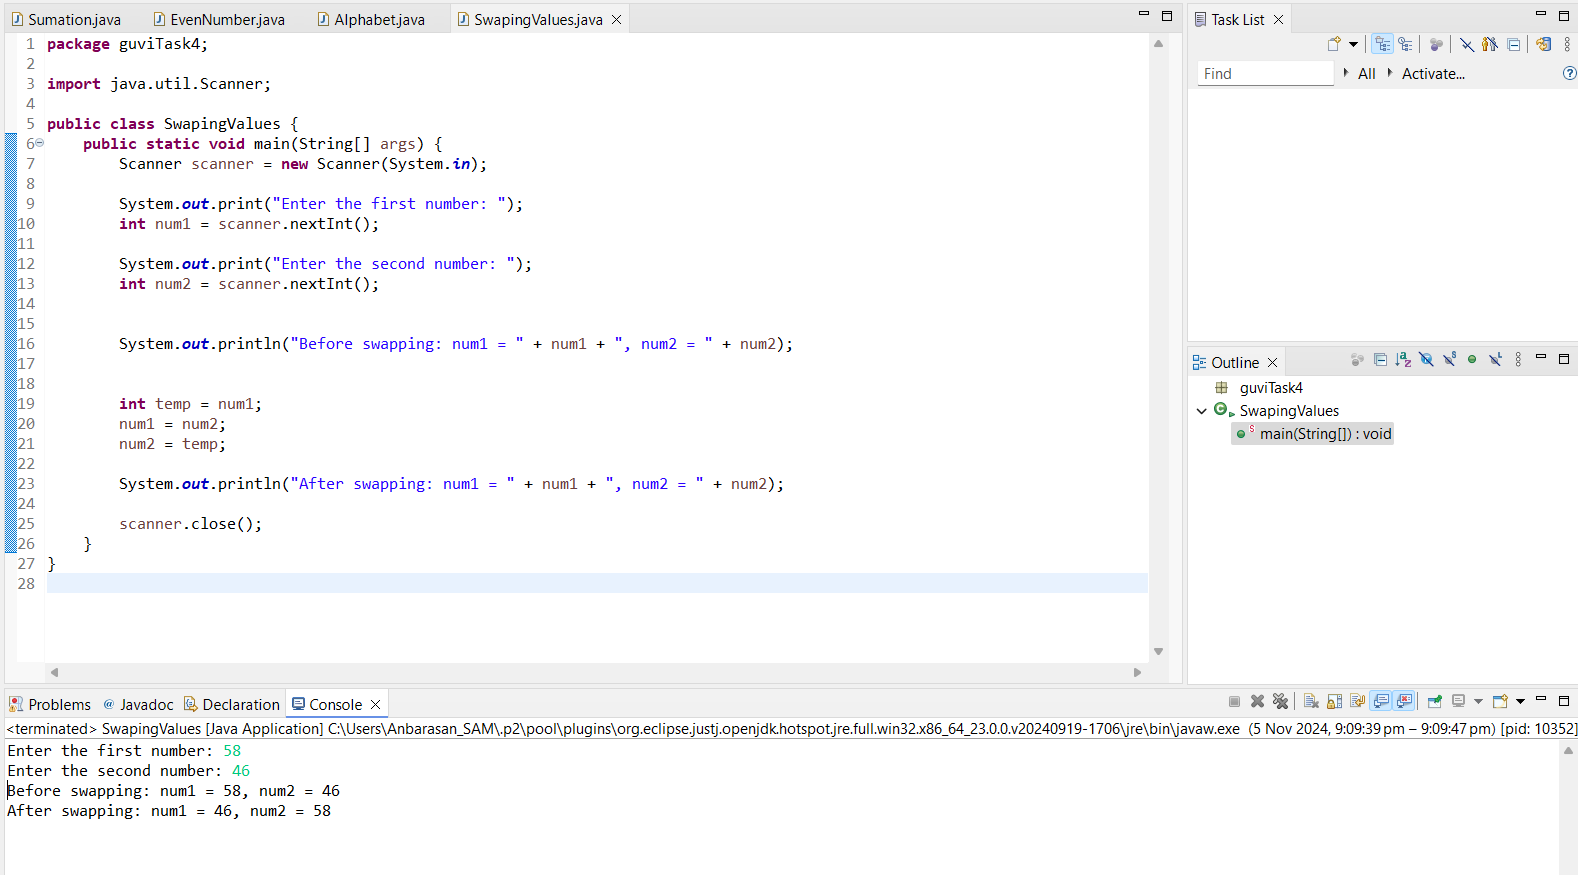 Sumation.java EvenNumber.java Alphabet.java SwapingValues.java
1 package guviTask4;
2
3 import java.util.Scanner;
4
5 public class SwapingValues {
6 public static void main(String[] args) {
7 Scanner scanner = new Scanner(System.in);
8
9 System.out.print("Enter the first number: ");
10 int num1 = scanner.nextInt();
11
12 System.out.print("Enter the second number: ");
13 int num2 = scanner.nextInt();
14
15
16 System.out.println("Before swapping: num1 = " + num1 + ", num2 = " + num2);
17
18
19 int temp = num1;
20 num1 = num2;
21 num2 = temp;
22
23 System.out.println("After swapping: num1 = " + num1 + ", num2 = " + num2);
24
25 scanner.close();
26 }
27 }
28
Task List
Find All Activate...
Outline
guviTask4
SwapingValues
main(String[]) : void
Problems @ Javadoc Declaration Console
<terminated> SwapingValues [Java Application] C:\Users\Anbarasan_SAM\.p2\pool\plugins\org.eclipse.justj.openjdk.hotspot.jre.full.win32.x86_64_23.0.0.v20240919-1706\jre\bin\javaw.exe (5 Nov 2024, 9:09:39 pm – 9:09:47 pm) [pid: 10352]
Enter the first number: 58
Enter the second number: 46
Before swapping: num1 = 58, num2 = 46
After swapping: num1 = 46, num2 = 58